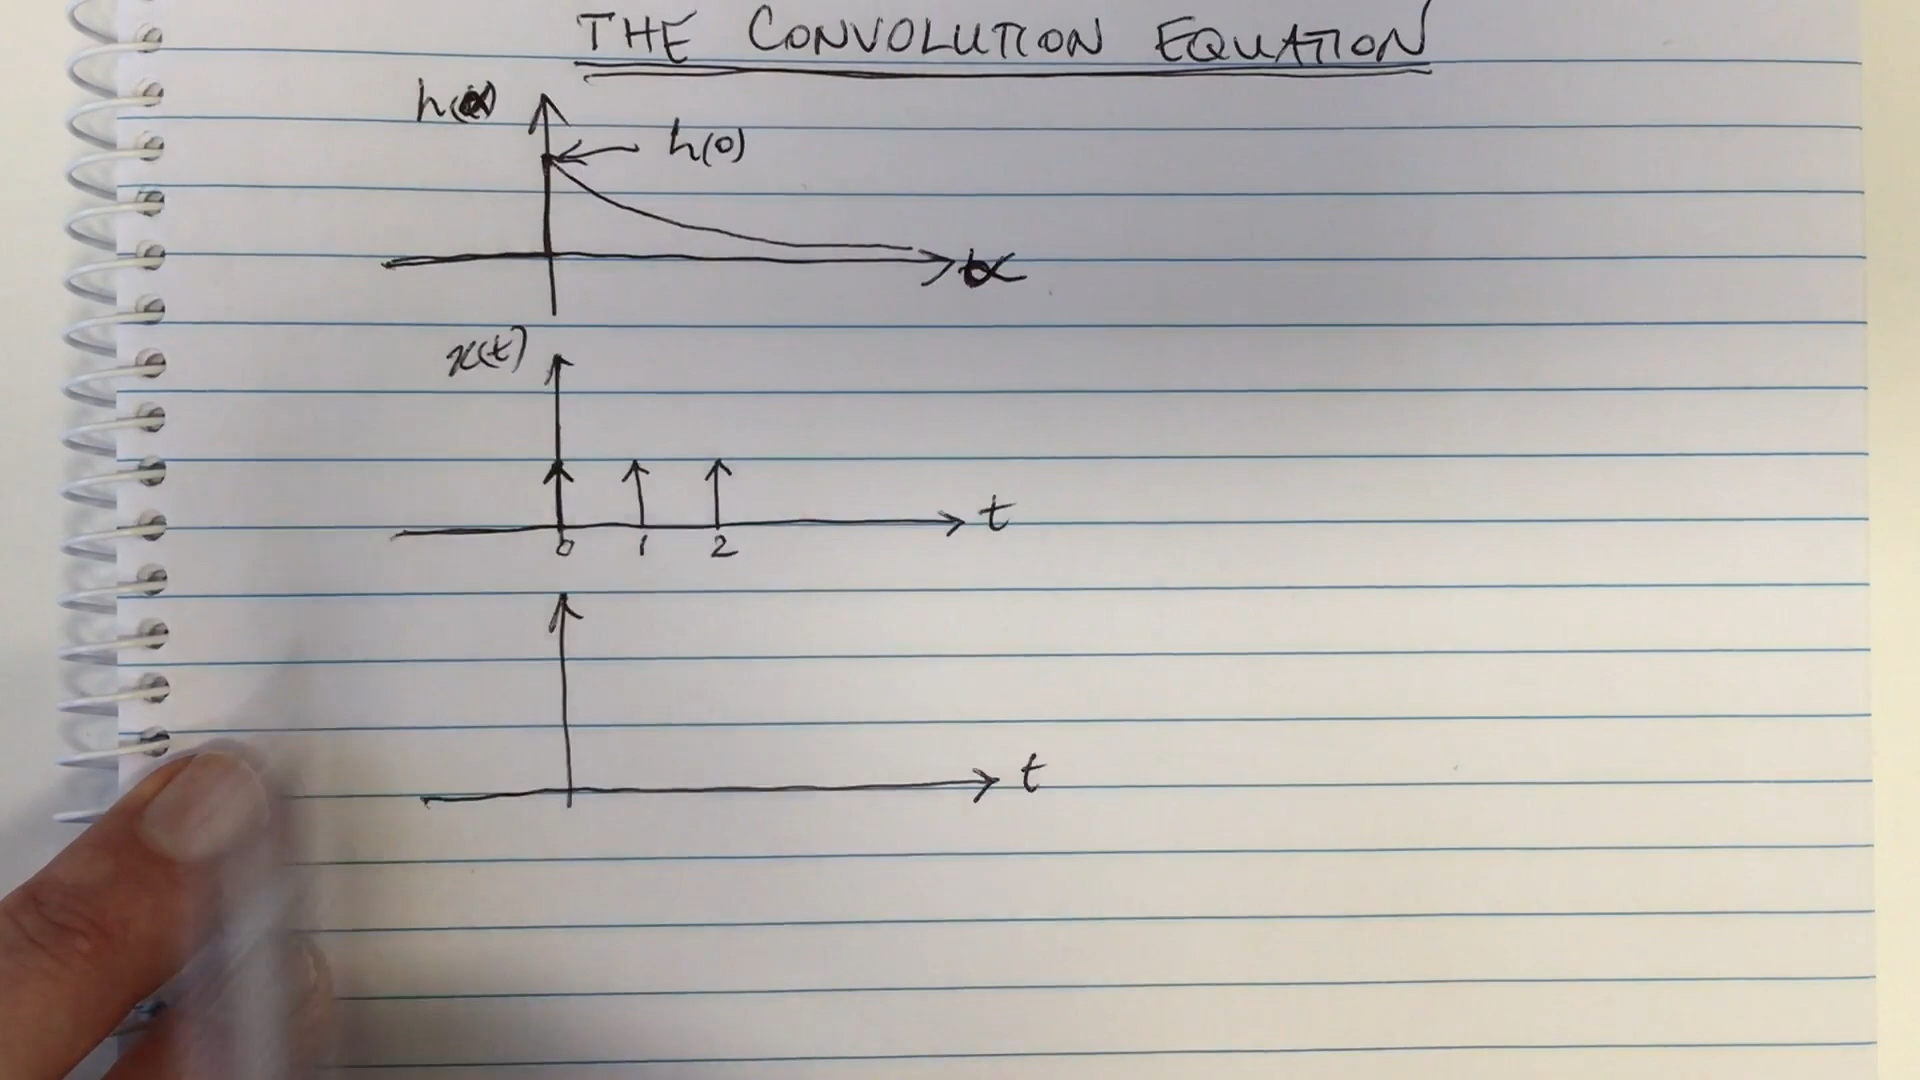 THE CONVOLUTION EQUATION
h(α)
h(0)
α
x(t)
t
0 1 2
t